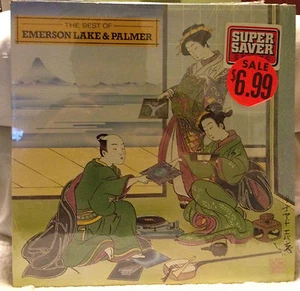 THE BEST OF
EMERSON LAKE & PALMER
SUPER
SAVER
SALE
$6.99